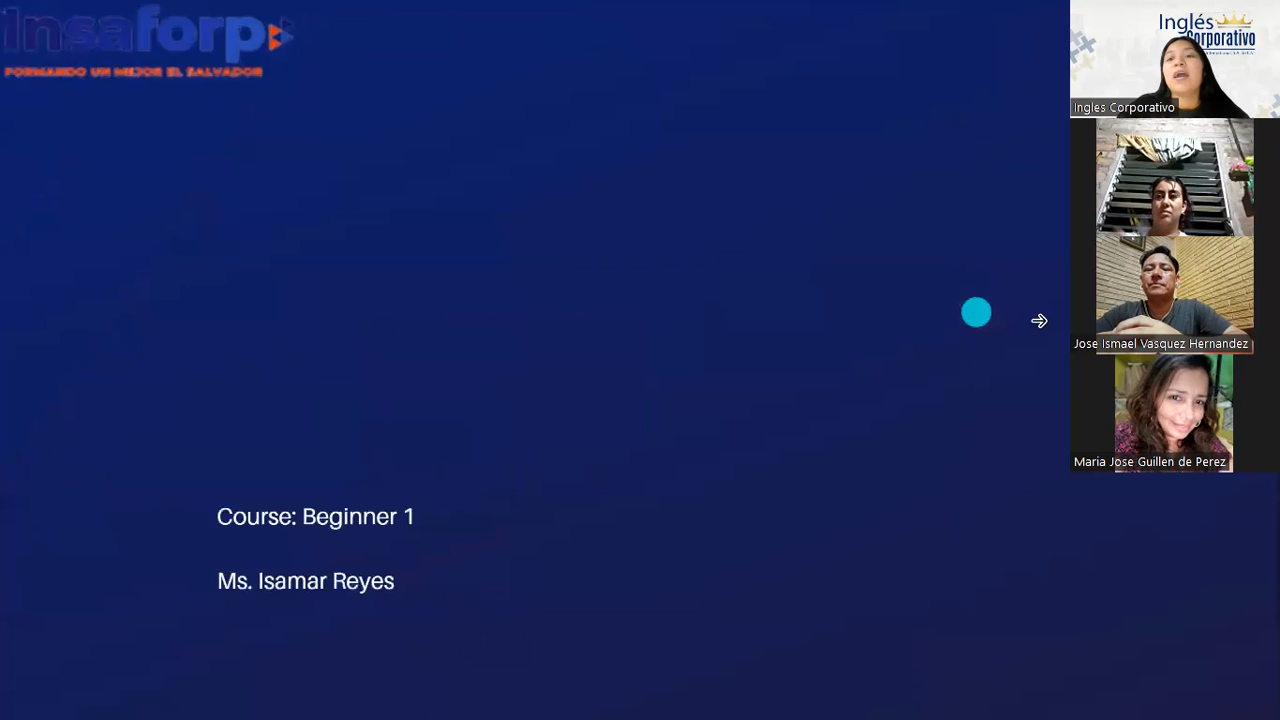 Insaforp
FORMANDO UN MEJOR EL SALVADOR
Course: Beginner 1
Ms. Isamar Reyes
Inglés
Corporativo
Ingles Corporativo
Jose Ismael Vasquez Hernandez
Maria Jose Guillen de Perez